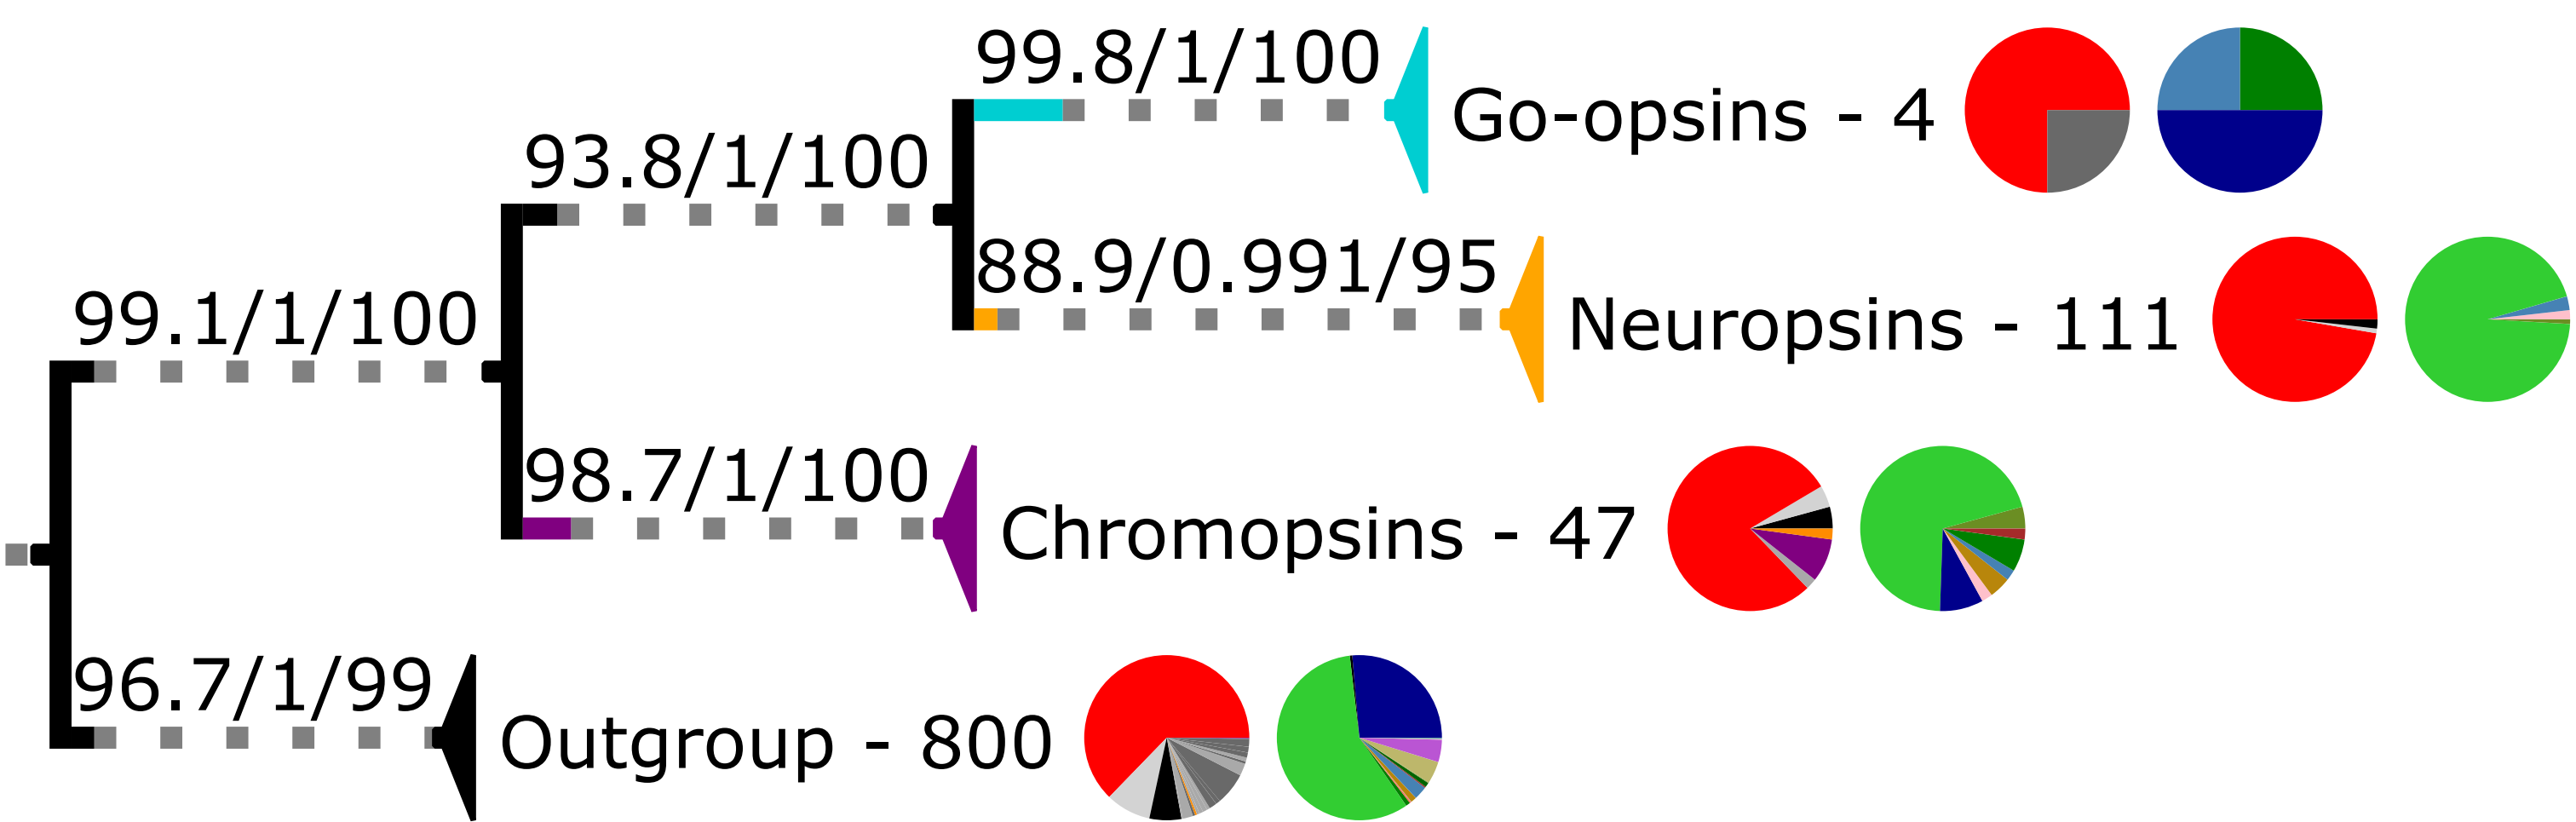 99.8/1/100
Go-opsins - 4
93.8/1/100
88.9/0.991/95
Neuropsins - 111
99.1/1/100
98.7/1/100
Chromopsins - 47
96.7/1/99
Outgroup - 800